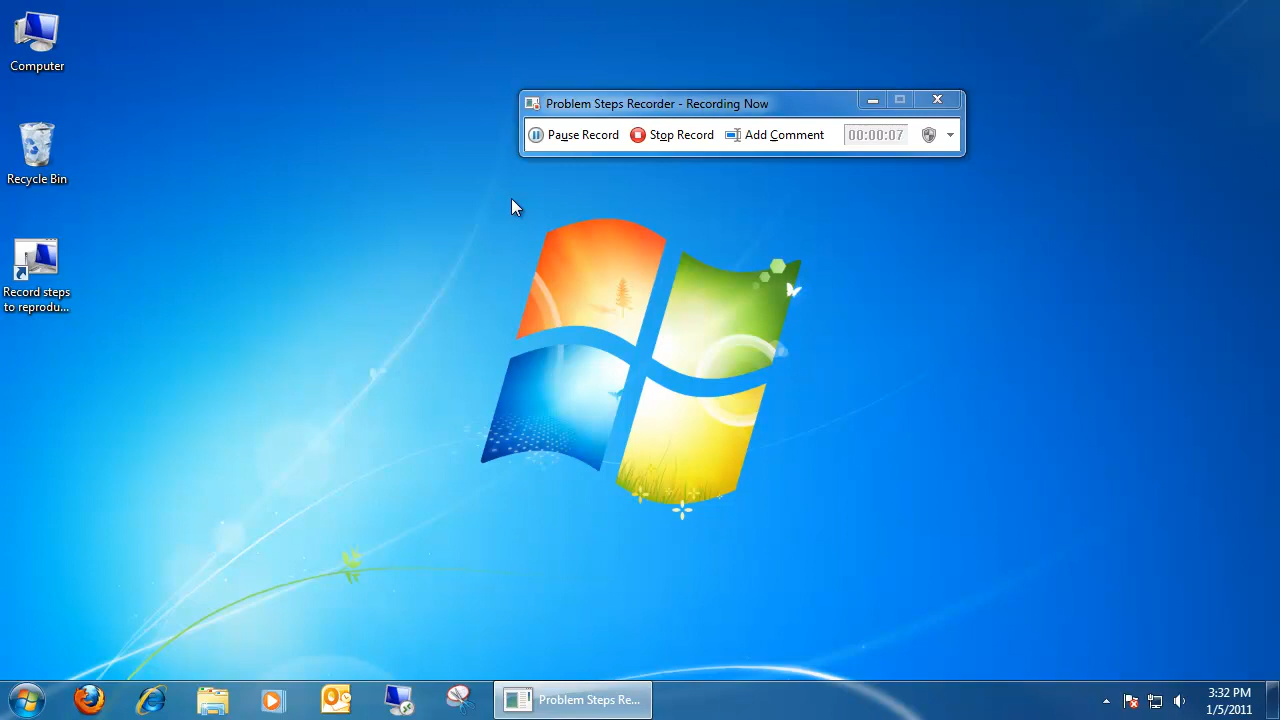 Computer
Recycle Bin
Record steps
to reprodu...
Problem Steps Recorder - Recording Now
Pause Record Stop Record Add Comment 00:00:07
Problem Steps Re...
3:32 PM
1/5/2011